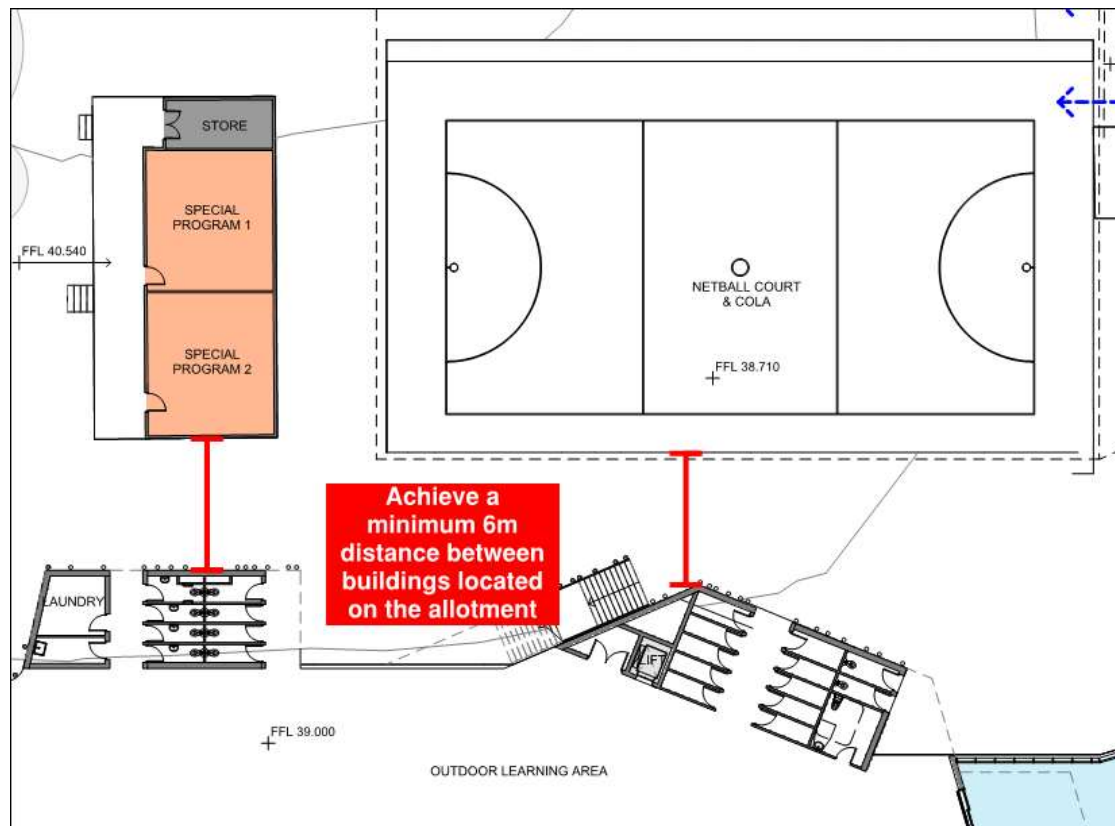 STORE
SPECIAL
PROGRAM 1
FFL 40.540
NETBALL COURT
& COLA
SPECIAL
PROGRAM 2
FFL 38.710
Achieve a
minimum 6m
distance between
buildings located
on the allotment
LAUNDRY
LIFT
FFL 39.000
OUTDOOR LEARNING AREA